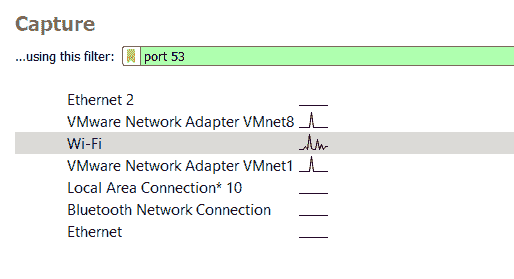 Capture
...using this filter: port 53
Ethernet 2
VMware Network Adapter VMnet8
Wi-Fi
VMware Network Adapter VMnet1
Local Area Connection* 10
Bluetooth Network Connection
Ethernet